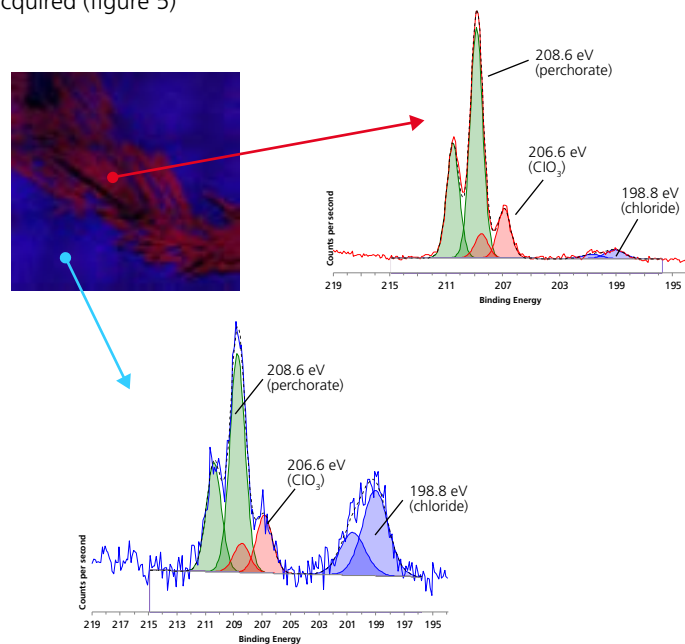 cquired (figure 5)
208.6 eV
(perchorate)
206.6 eV
(ClO₃)
198.8 eV
(chloride)
Counts per second
219 215 211 207 203 199 195
Binding Energy
208.6 eV
(perchorate)
206.6 eV
(ClO₃)
198.8 eV
(chloride)
Counts per second
219 217 215 213 211 209 207 205 203 201 199 197 195
Binding Energy